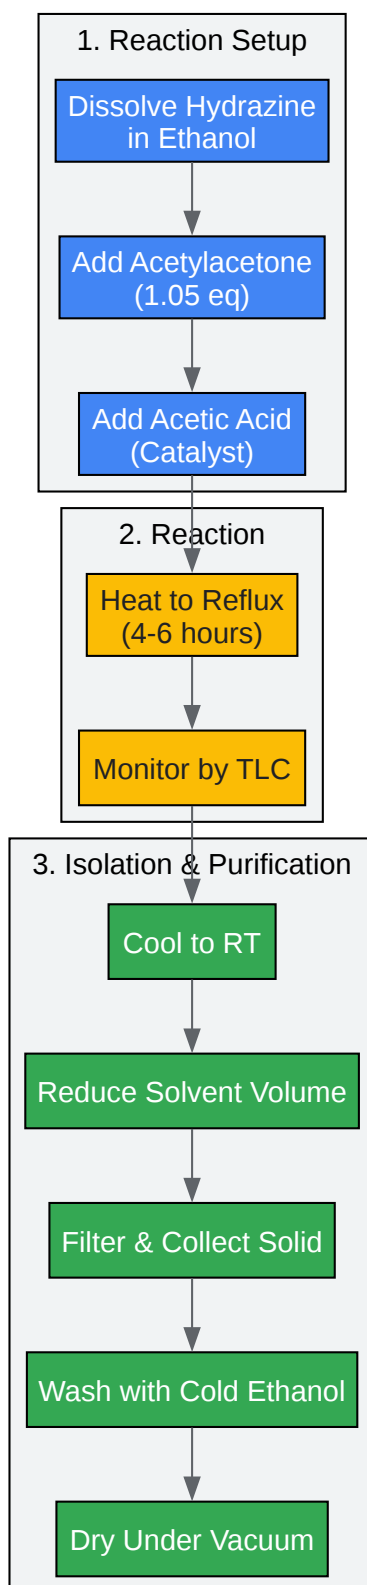 1. Reaction Setup
Dissolve Hydrazine
in Ethanol
Add Acetylacetone
(1.05 eq)
Add Acetic Acid
(Catalyst)
2. Reaction
Heat to Reflux
(4-6 hours)
Monitor by TLC
3. Isolation & Purification
Cool to RT
Reduce Solvent Volume
Filter & Collect Solid
Wash with Cold Ethanol
Dry Under Vacuum